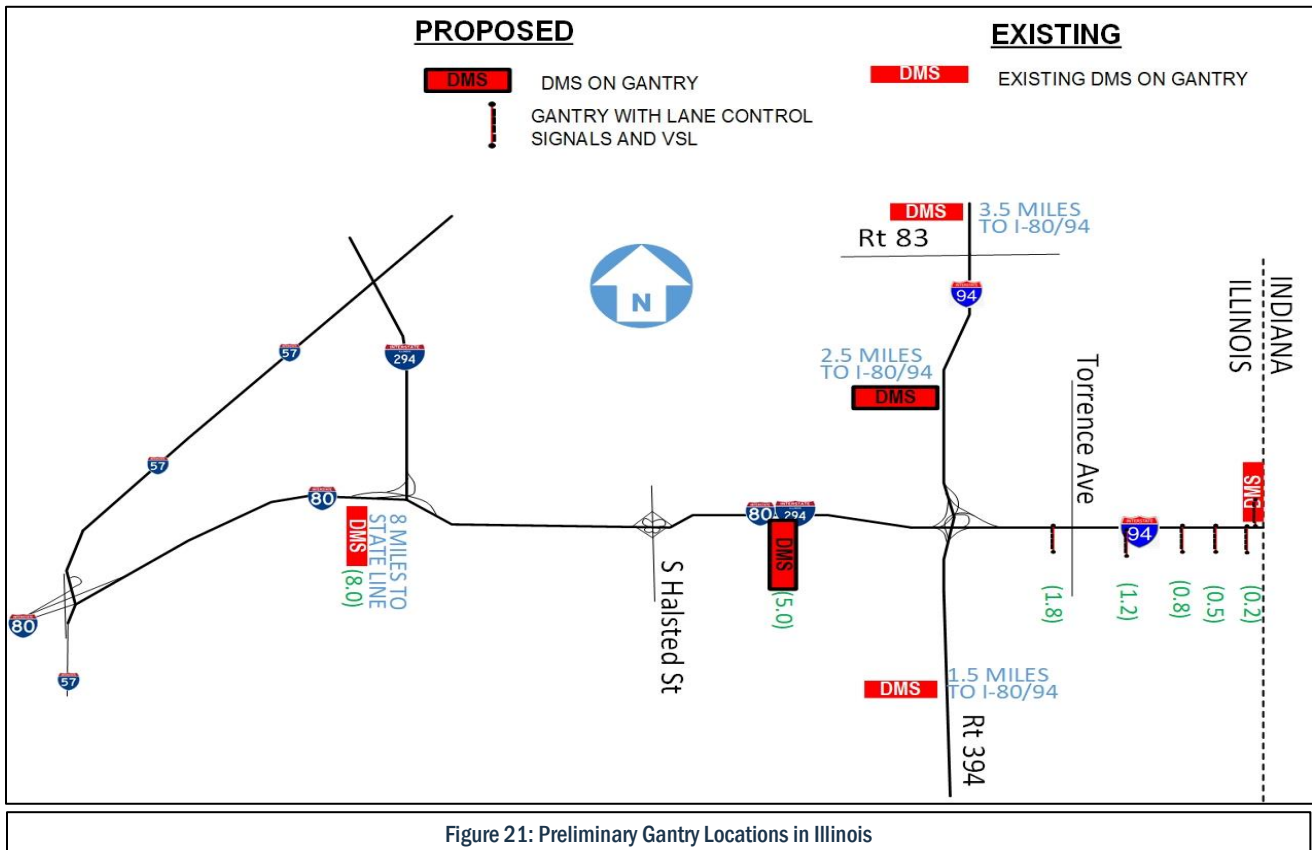 PROPOSED
DMS
DMS ON GANTRY
GANTRY WITH LANE CONTROL
SIGNALS AND VSL
EXISTING
DMS
EXISTING DMS ON GANTRY
DMS
3.5 MILES
TO I-80/94
Rt 83
INTERSTATE
94
N
57
INTERSTATE
294
2.5 MILES
TO I-80/94
DMS
Torrence Ave
ILLINOIS
INDIANA
57
80
DMS
8 MILES TO
STATE LINE
(8.0)
S Halsted St
80
294
DMS
(5.0)
INTERSTATE
94
DMS
(1.8)
(1.2)
(0.8)
(0.5)
(0.2)
80
57
DMS
1.5 MILES
TO I-80/94
Rt 394
Figure 21: Preliminary Gantry Locations in Illinois